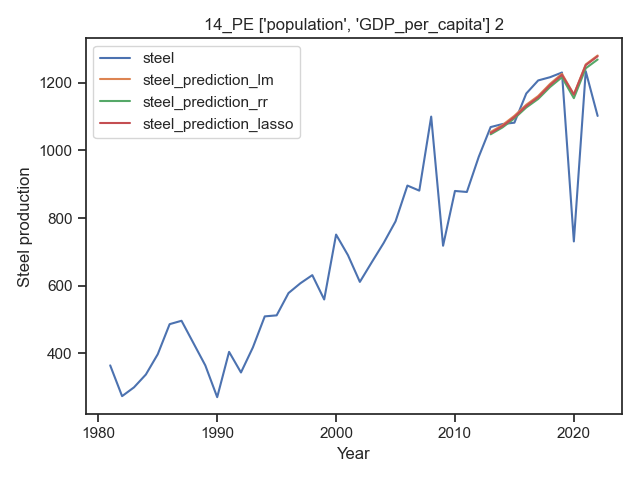 14_PE ['population', 'GDP_per_capita'] 2
steel
steel_prediction_lm
steel_prediction_rr
steel_prediction_lasso
Steel production
1200
1000
800
600
400
1980
1990
2000
2010
2020
Year